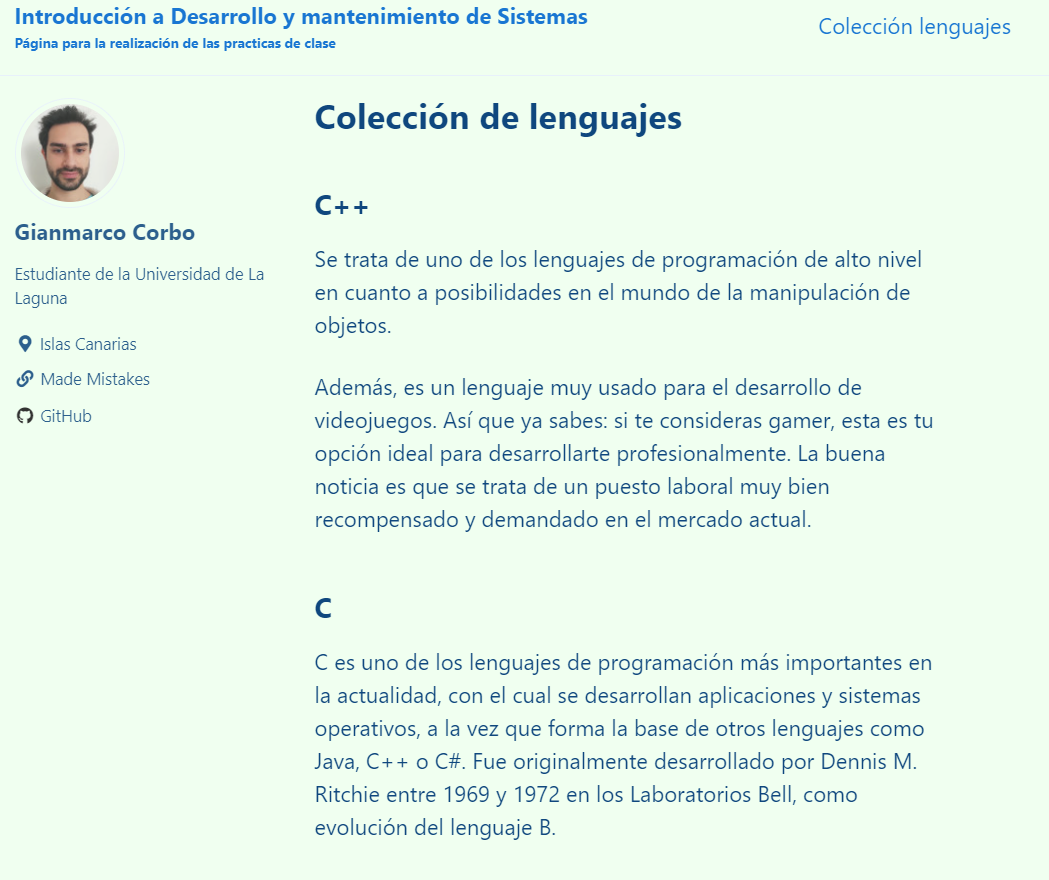 Introducción a Desarrollo y mantenimiento de Sistemas
Página para la realización de las practicas de clase
Colección lenguajes
Gianmarco Corbo
Estudiante de la Universidad de La
Laguna
Islas Canarias
Made Mistakes
GitHub
Colección de lenguajes
C++
Se trata de uno de los lenguajes de programación de alto nivel
en cuanto a posibilidades en el mundo de la manipulación de
objetos.
Además, es un lenguaje muy usado para el desarrollo de
videojuegos. Así que ya sabes: si te consideras gamer, esta es tu
opción ideal para desarrollarte profesionalmente. La buena
noticia es que se trata de un puesto laboral muy bien
recompensado y demandado en el mercado actual.
C
C es uno de los lenguajes de programación más importantes en
la actualidad, con el cual se desarrollan aplicaciones y sistemas
operativos, a la vez que forma la base de otros lenguajes como
Java, C++ o C#. Fue originalmente desarrollado por Dennis M.
Ritchie entre 1969 y 1972 en los Laboratorios Bell, como
evolución del lenguaje B.